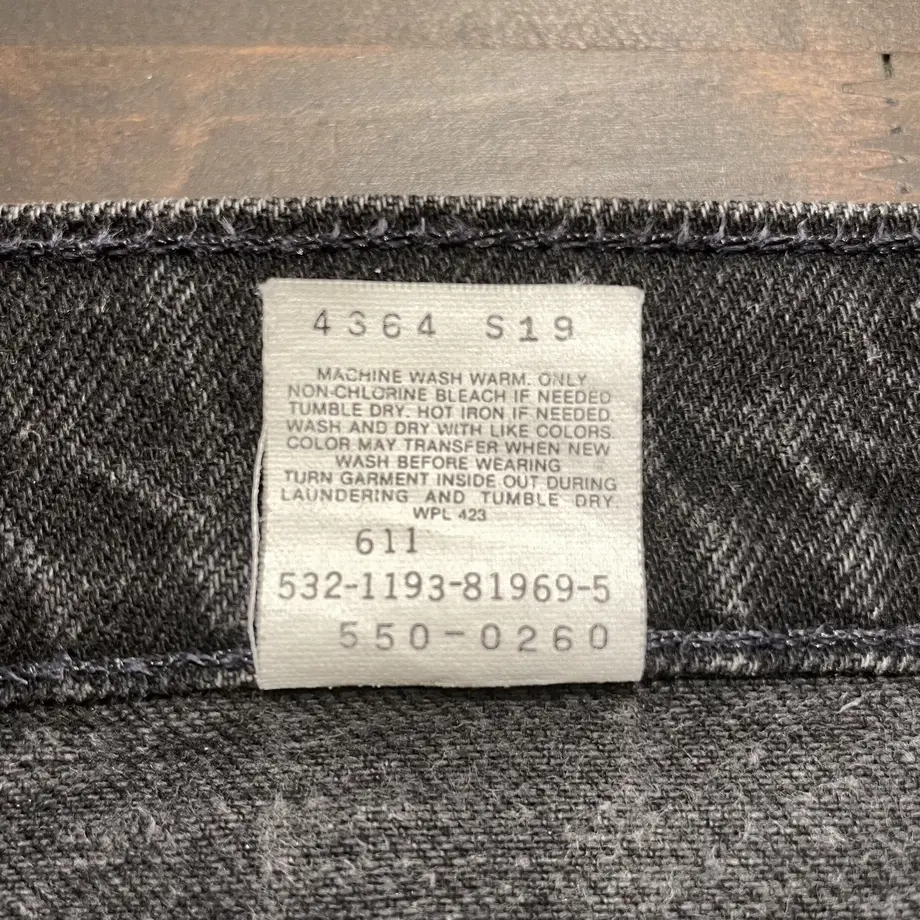 4364 S19
MACHINE WASH WARM. ONLY
NON-CHLORINE BLEACH IF NEEDED
TUMBLE DRY. HOT IRON IF NEEDED.
WASH AND DRY WITH LIKE COLORS.
COLOR MAY TRANSFER WHEN NEW
WASH BEFORE WEARING
TURN GARMENT INSIDE OUT DURING
LAUNDERING AND TUMBLE DRY.
WPL 423
611
532-1193-81969-5
550-0260